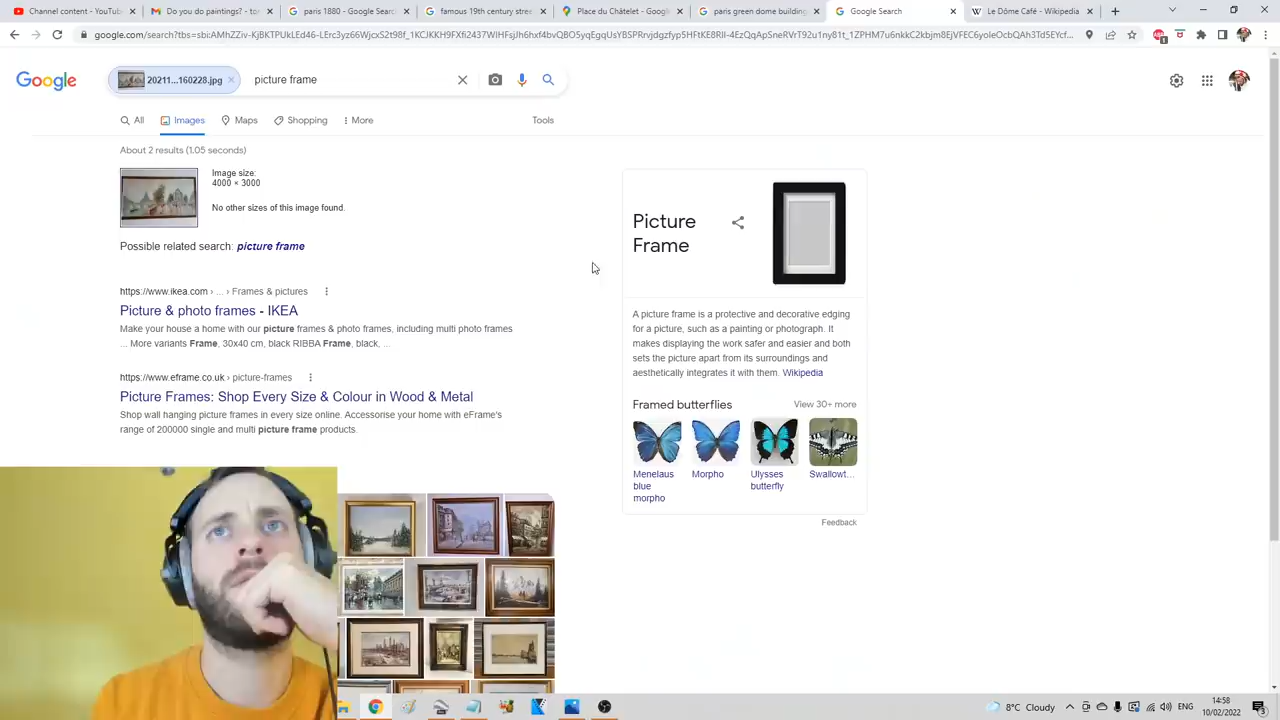 Channel content - YouTube
Do you do paintings? - to
paris 1880 - Google Searc
famous 19th century stree
Place du Châtelet - Google
paris green dome building
Google Search
Le Dôme Café - Wikipedia
Google
20211...160228.jpg
picture frame
All
Images
Maps
Shopping
More
Tools
About 2 results (1.05 seconds)
Image size:
4000 × 3000
No other sizes of this image found.
Possible related search: picture frame
https://www.ikea.com › ... › Frames & pictures
Picture & photo frames - IKEA
Make your house a home with our picture frames & photo frames, including multi photo frames
... More variants Frame, 30x40 cm, black RIBBA Frame, black, ...
https://www.eframe.co.uk › picture-frames
Picture Frames: Shop Every Size & Colour in Wood & Metal
Shop wall hanging picture frames in every size online. Accessorise your home with eFrame's
range of 200000 single and multi picture frame products.
Picture
Frame
A picture frame is a protective and decorative edging
for a picture, such as a painting or photograph. It
makes displaying the work safer and easier and both
sets the picture apart from its surroundings and
aesthetically integrates it with them. Wikipedia
Framed butterflies
View 30+ more
Menelaus
blue
morpho
Morpho
Ulysses
butterfly
Swallowt...
Feedback
8°C Cloudy
ENG
14:58
10/02/2022